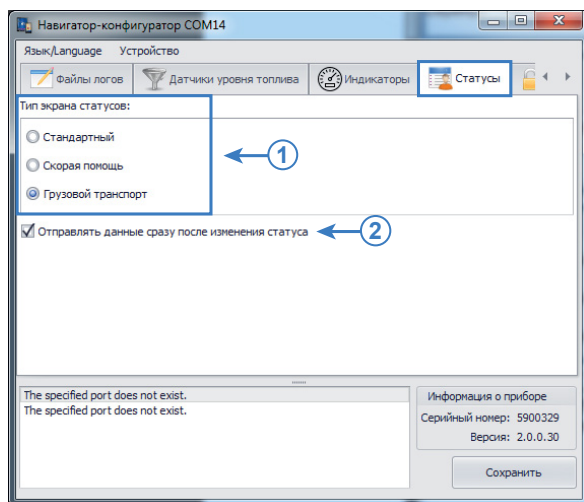 Навигатор-конфигуратор COM14
Язык/Language Устройство
Файлы логов Датчики уровня топлива Индикаторы Статусы
Тип экрана статусов:
Стандартный
1
Скорая помощь
Грузовой транспорт
Отправлять данные сразу после изменения статуса 2
The specified port does not exist.
The specified port does not exist.
Информация о приборе
Серийный номер: 5900329
Версия: 2.0.0.30
Сохранить